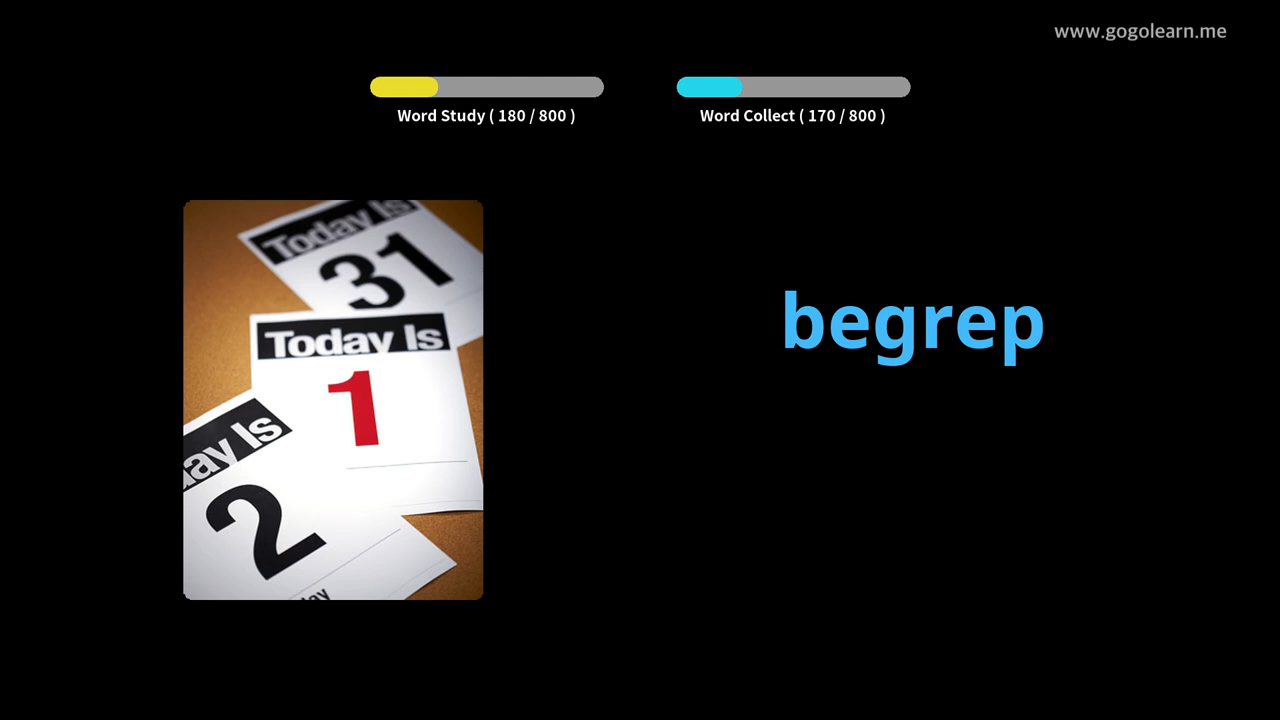 www.gogolearn.me
Word Study ( 180 / 800 )
Word Collect ( 170 / 800 )
Today Is
31
Today Is
1
ay Is
2
begrep